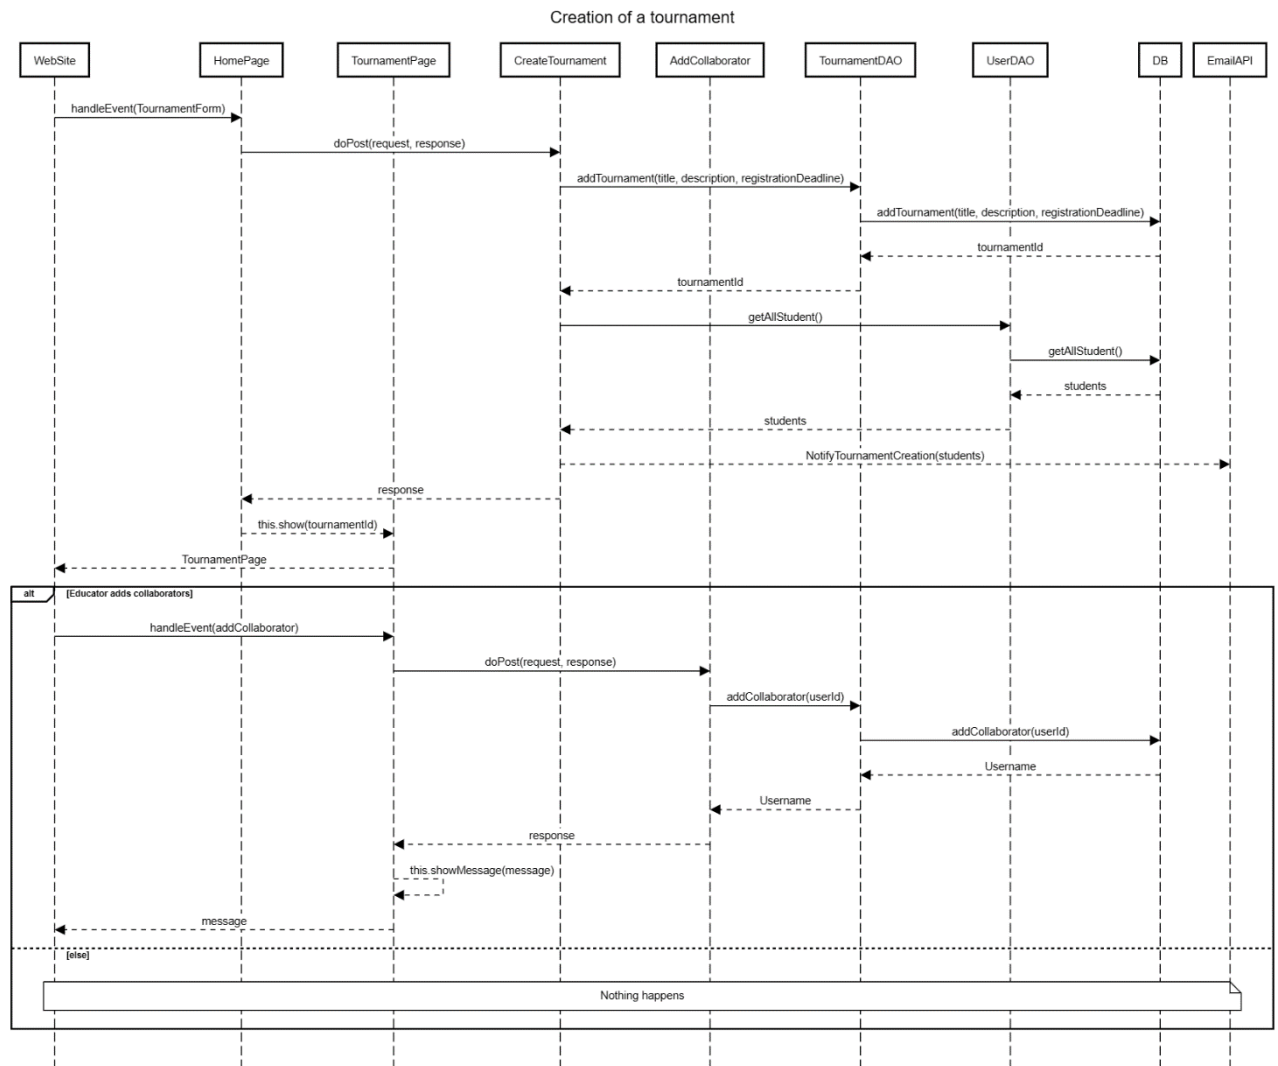 Creation of a tournament
WebSite
HomePage
TournamentPage
CreateTournament
AddCollaborator
TournamentDAO
UserDAO
DB
EmailAPI
handleEvent(TournamentForm)
doPost(request, response)
addTournament(title, description, registrationDeadline)
addTournament(title, description, registrationDeadline)
tournamentId
tournamentId
getAllStudent()
getAllStudent()
students
students
NotifyTournamentCreation(students)
response
this.show(tournamentId)
TournamentPage
alt
[Educator adds collaborators]
handleEvent(addCollaborator)
doPost(request, response)
addCollaborator(userId)
addCollaborator(userId)
Username
Username
response
this.showMessage(message)
message
[else]
Nothing happens